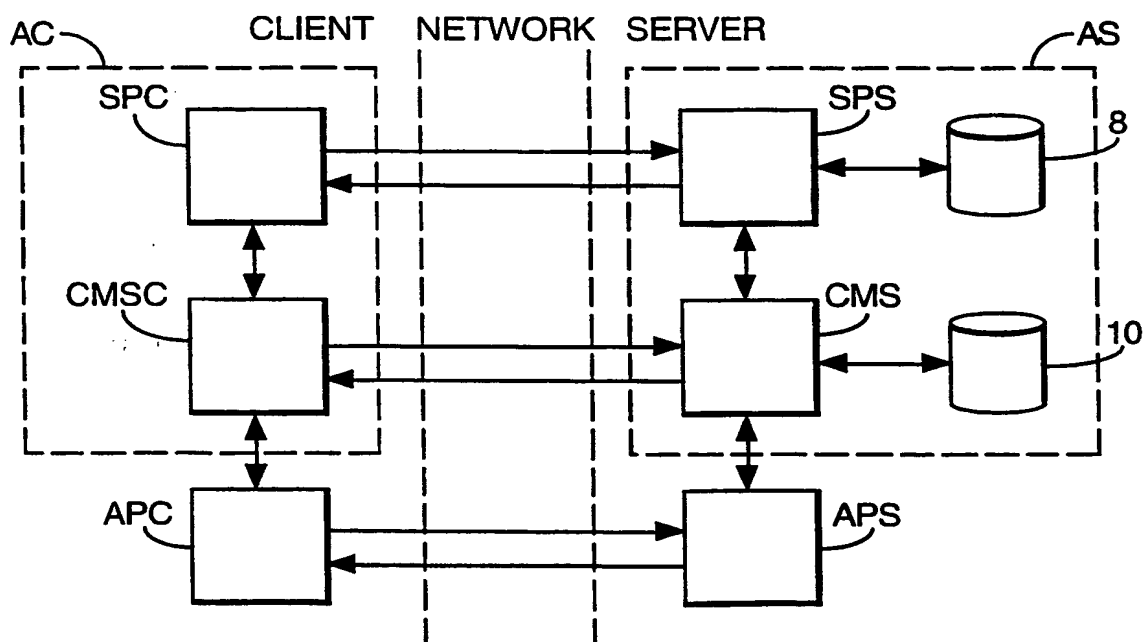 AC CLIENT NETWORK SERVER AS
SPC SPS 8
CMSC CMS 10
APC APS